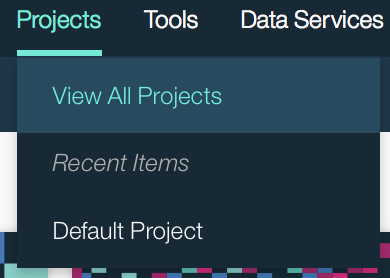 Projects Tools Data Services
View All Projects
Recent Items
Default Project